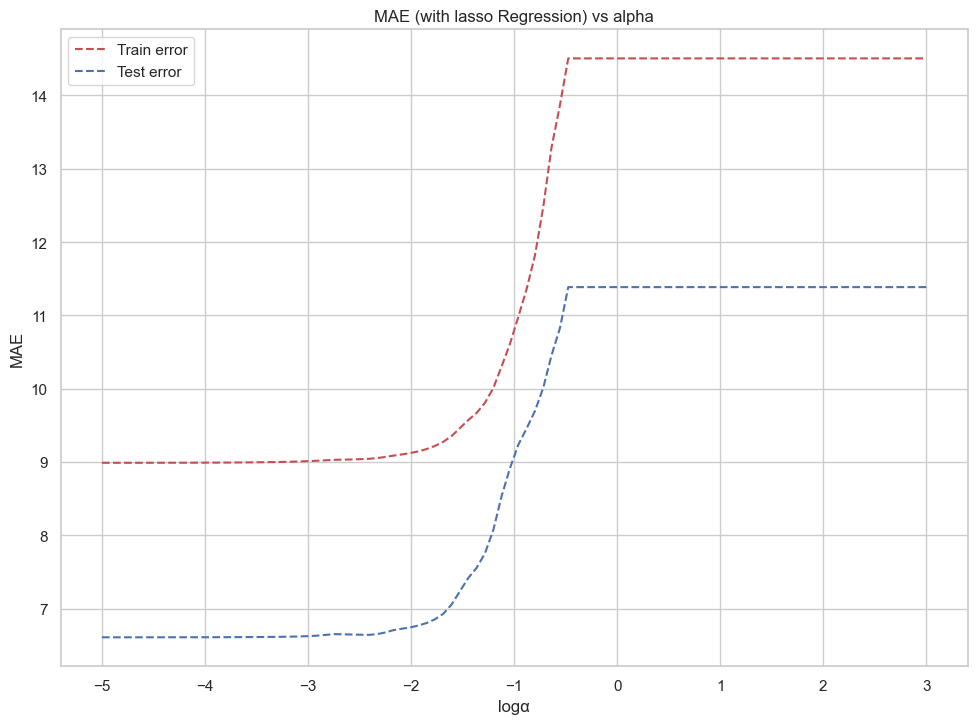 MAE (with lasso Regression) vs alpha
Train error
Test error
14
13
12
11
10
9
8
7
MAE
−5 −4 −3 −2 −1 0 1 2 3
logα